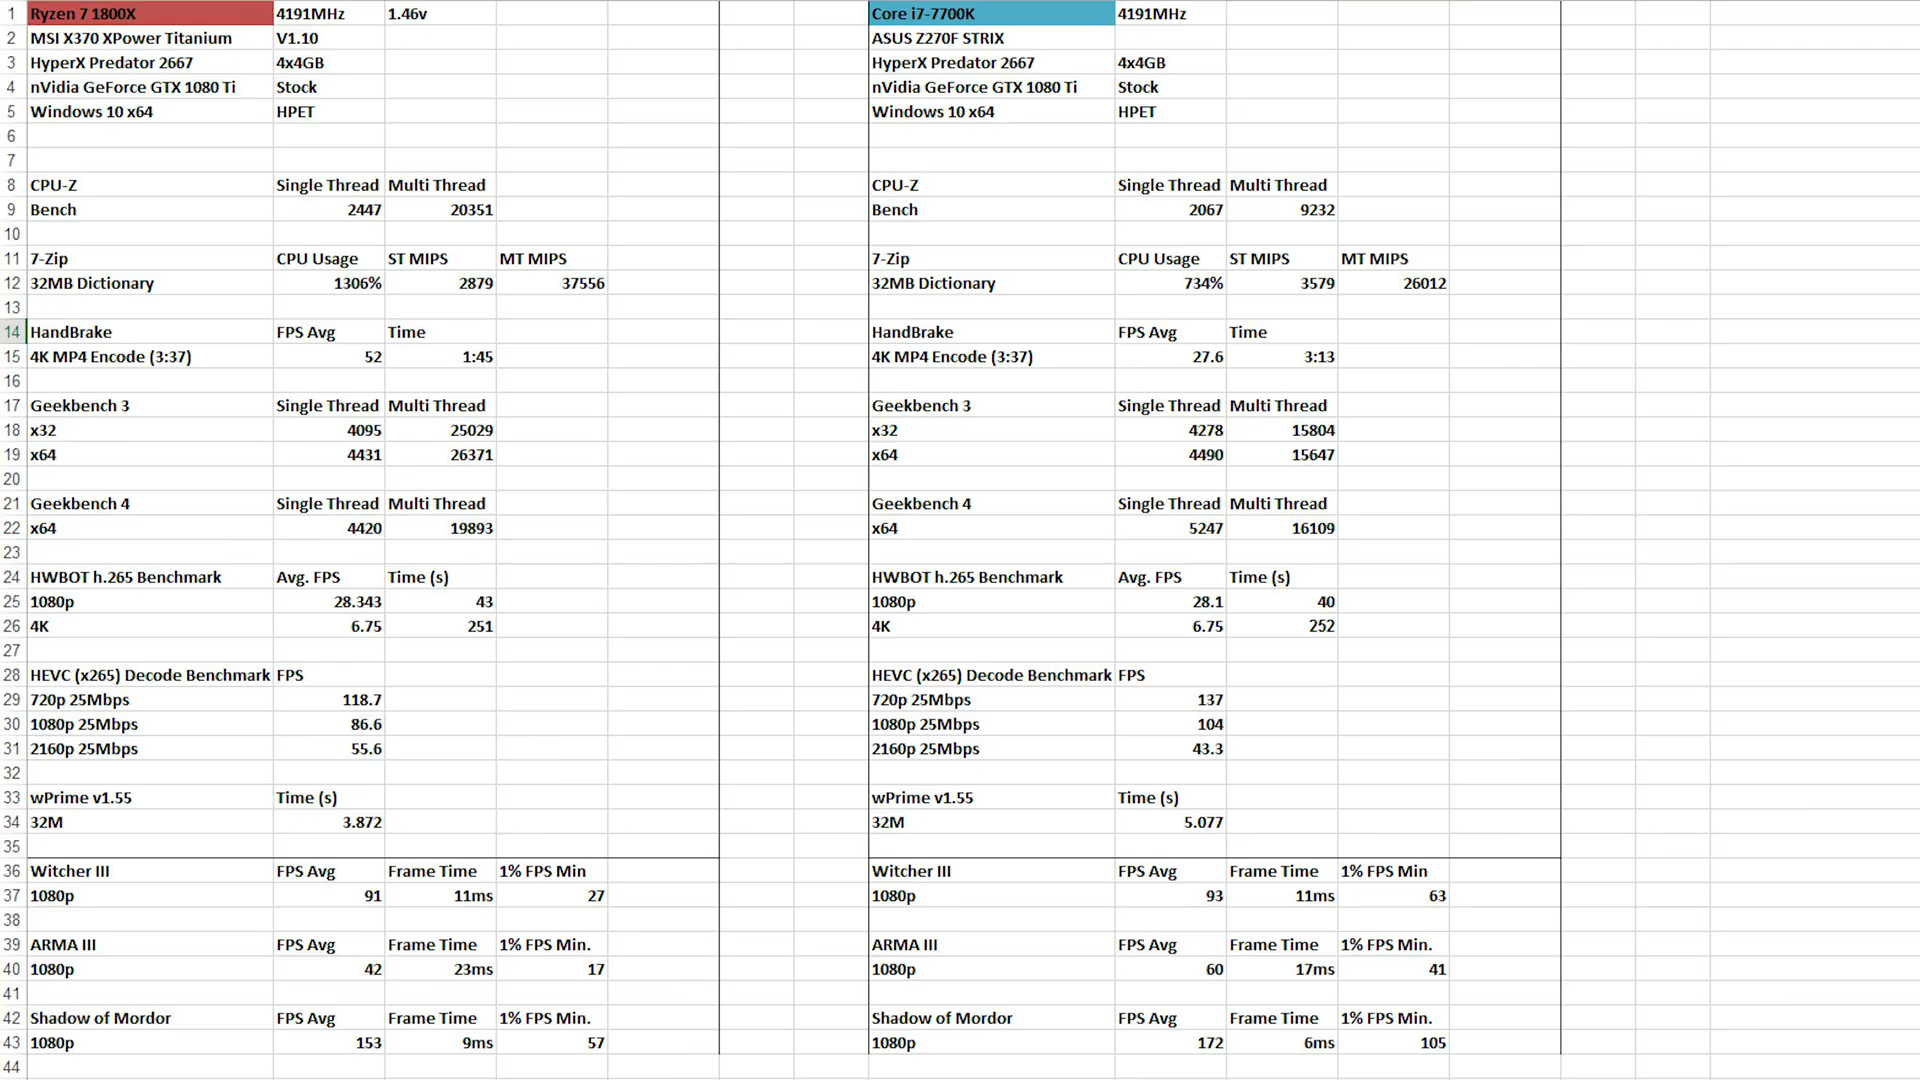 1 Ryzen 7 1800X 4191MHz 1.46v Core i7-7700K 4191MHz
2 MSI X370 XPower Titanium V1.10 ASUS Z270F STRIX
3 HyperX Predator 2667 4x4GB HyperX Predator 2667 4x4GB
4 nVidia GeForce GTX 1080 Ti Stock nVidia GeForce GTX 1080 Ti Stock
5 Windows 10 x64 HPET Windows 10 x64 HPET
6
7
8 CPU-Z Single Thread Multi Thread CPU-Z Single Thread Multi Thread
9 Bench 2447 20351 Bench 2067 9232
10
11 7-Zip CPU Usage ST MIPS MT MIPS 7-Zip CPU Usage ST MIPS MT MIPS
12 32MB Dictionary 1306% 2879 37556 32MB Dictionary 734% 3579 26012
13
14 HandBrake FPS Avg Time HandBrake FPS Avg Time
15 4K MP4 Encode (3:37) 52 1:45 4K MP4 Encode (3:37) 27.6 3:13
16
17 Geekbench 3 Single Thread Multi Thread Geekbench 3 Single Thread Multi Thread
18 x32 4095 25029 x32 4278 15804
19 x64 4431 26371 x64 4490 15647
20
21 Geekbench 4 Single Thread Multi Thread Geekbench 4 Single Thread Multi Thread
22 x64 4420 19893 x64 5247 16109
23
24 HWBOT h.265 Benchmark Avg. FPS Time (s) HWBOT h.265 Benchmark Avg. FPS Time (s)
25 1080p 28.343 43 1080p 28.1 40
26 4K 6.75 251 4K 6.75 252
27
28 HEVC (x265) Decode Benchmark FPS HEVC (x265) Decode Benchmark FPS
29 720p 25Mbps 118.7 720p 25Mbps 137
30 1080p 25Mbps 86.6 1080p 25Mbps 104
31 2160p 25Mbps 55.6 2160p 25Mbps 43.3
32
33 wPrime v1.55 Time (s) wPrime v1.55 Time (s)
34 32M 3.872 32M 5.077
35
36 Witcher III FPS Avg Frame Time 1% FPS Min Witcher III FPS Avg Frame Time 1% FPS Min
37 1080p 91 11ms 27 1080p 93 11ms 63
38
39 ARMA III FPS Avg Frame Time 1% FPS Min. ARMA III FPS Avg Frame Time 1% FPS Min.
40 1080p 42 23ms 17 1080p 60 17ms 41
41
42 Shadow of Mordor FPS Avg Frame Time 1% FPS Min. Shadow of Mordor FPS Avg Frame Time 1% FPS Min.
43 1080p 153 9ms 57 1080p 172 6ms 105
44